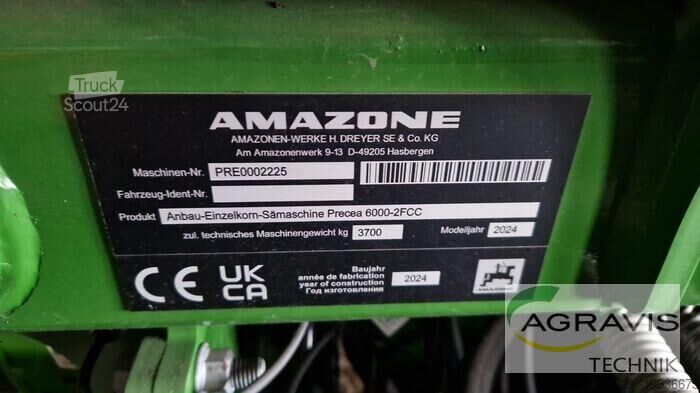 Truck
Scout24
AMAZONE
AMAZONEN-WERKE H. DREYER SE & Co. KG
Am Amazonenwerk 9-13 D-49205 Hasbergen
Maschinen-Nr. PRE0002225
Fahrzeug-Ident-Nr.
Produkt Anbau-Einzelkorn-Sämaschine Precea 6000-2FCC
zul. technisches Maschinengewicht kg 3700 Modelljahr 2024
CE UK CA
Baujahr 2024
année de fabrication
year of construction
Год изготовления
AMAZONE
AGRAVIS
TECHNIK